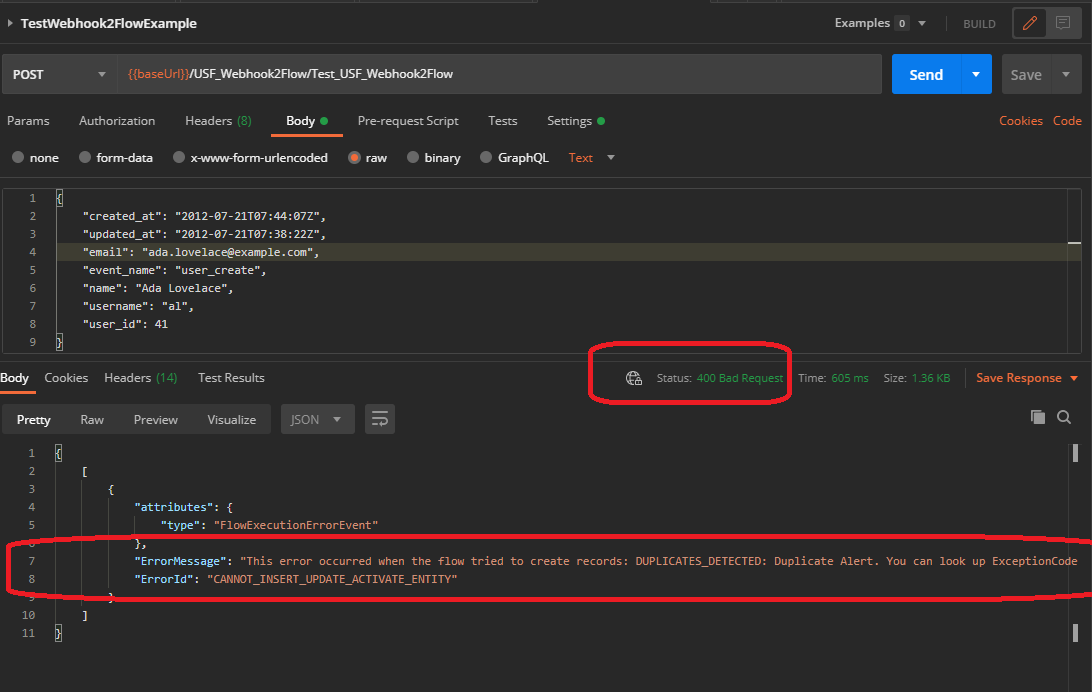 TestWebhook2FlowExample
Examples 0 BUILD
POST {{baseUrl}}/USF_Webhook2Flow/Test_USF_Webhook2Flow Send Save
Params Authorization Headers (8) Body Pre-request Script Tests Settings Cookies Code
none form-data x-www-form-urlencoded raw binary GraphQL Text
1 {
2 "created_at": "2012-07-21T07:44:07Z",
3 "updated_at": "2012-07-21T07:38:22Z",
4 "email": "ada.lovelace@example.com",
5 "event_name": "user_create",
6 "name": "Ada Lovelace",
7 "username": "al",
8 "user_id": 41
9 }
Body Cookies Headers (14) Test Results Status: 400 Bad Request Time: 605 ms Size: 1.36 KB Save Response
Pretty Raw Preview Visualize JSON
1 {
2 [
3 {
4 "attributes": {
5 "type": "FlowExecutionErrorEvent"
6 },
7 "ErrorMessage": "This error occurred when the flow tried to create records: DUPLICATES_DETECTED: Duplicate Alert. You can look up ExceptionCode
8 "ErrorId": "CANNOT_INSERT_UPDATE_ACTIVATE_ENTITY"
9 }
10 ]
11 }